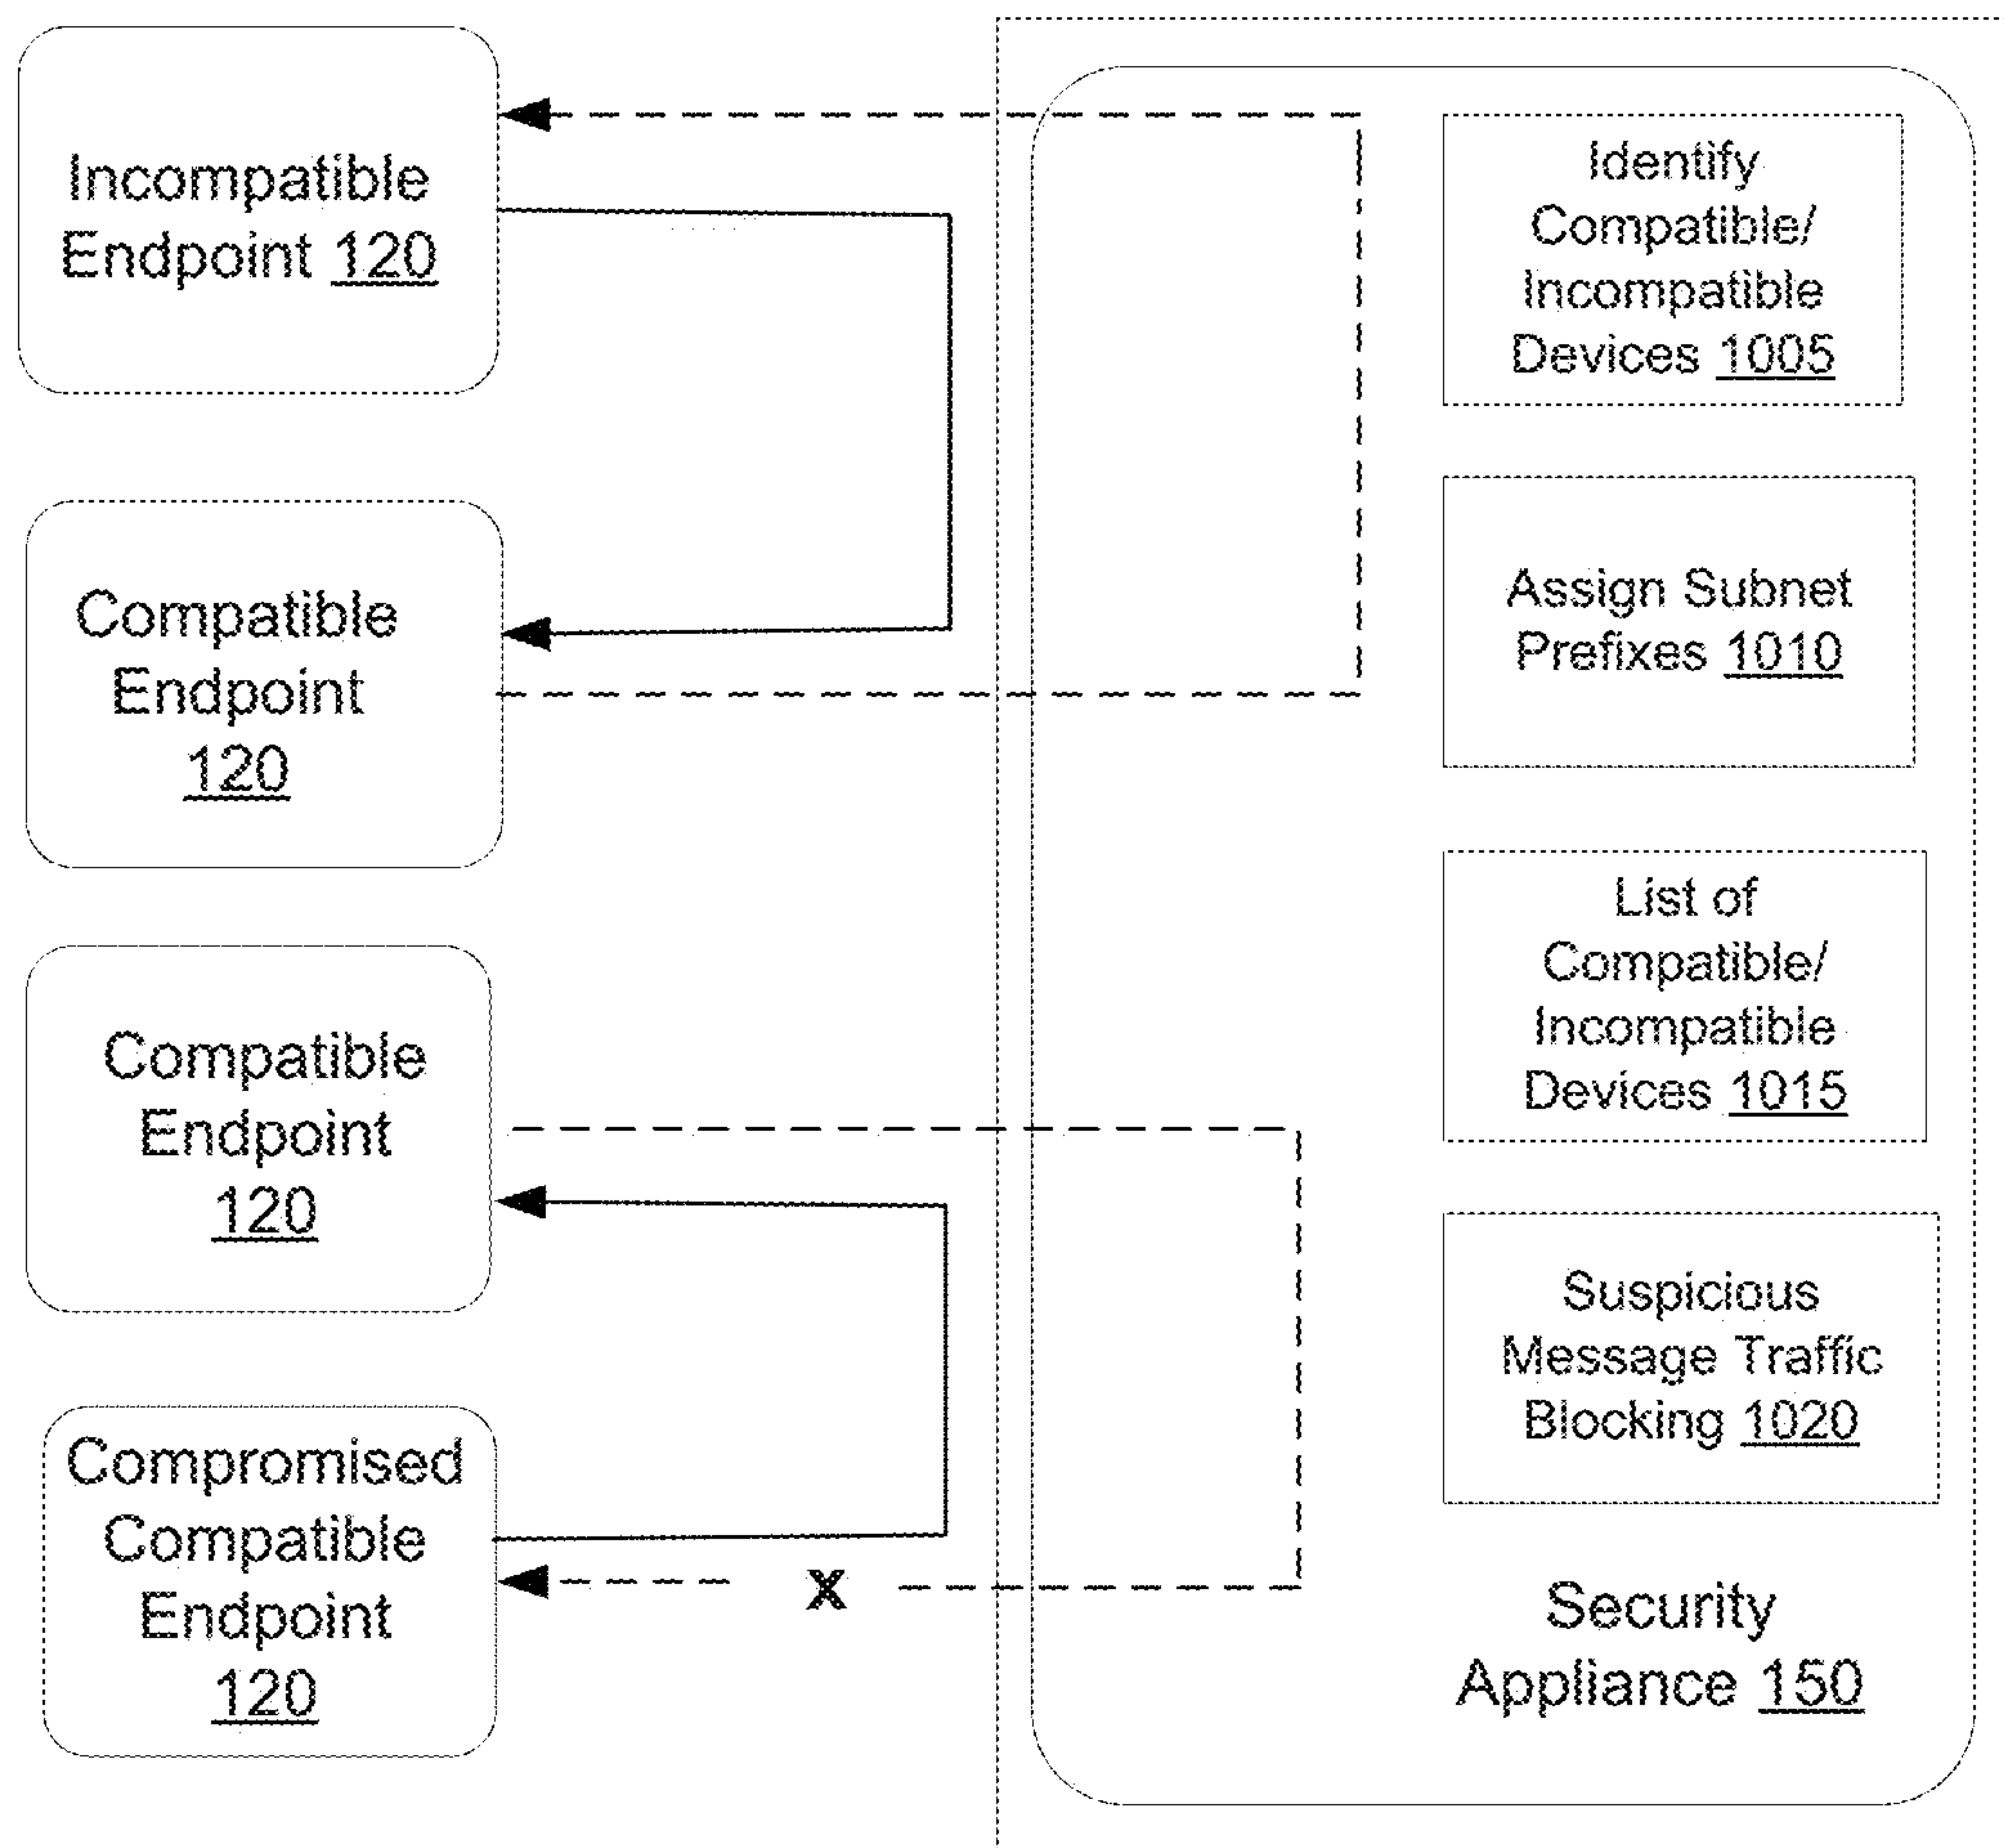 Incompatible
Endpoint 120
Compatible
Endpoint
120
Compatible
Endpoint
120
Compromised
Compatible
Endpoint
120
X
Identify
Compatible/
Incompatible
Devices 1005
Assign Subnet
Prefixes 1010
List of
Compatible/
Incompatible
Devices 1015
Suspicious
Message Traffic
Blocking 1020
Security
Appliance 150